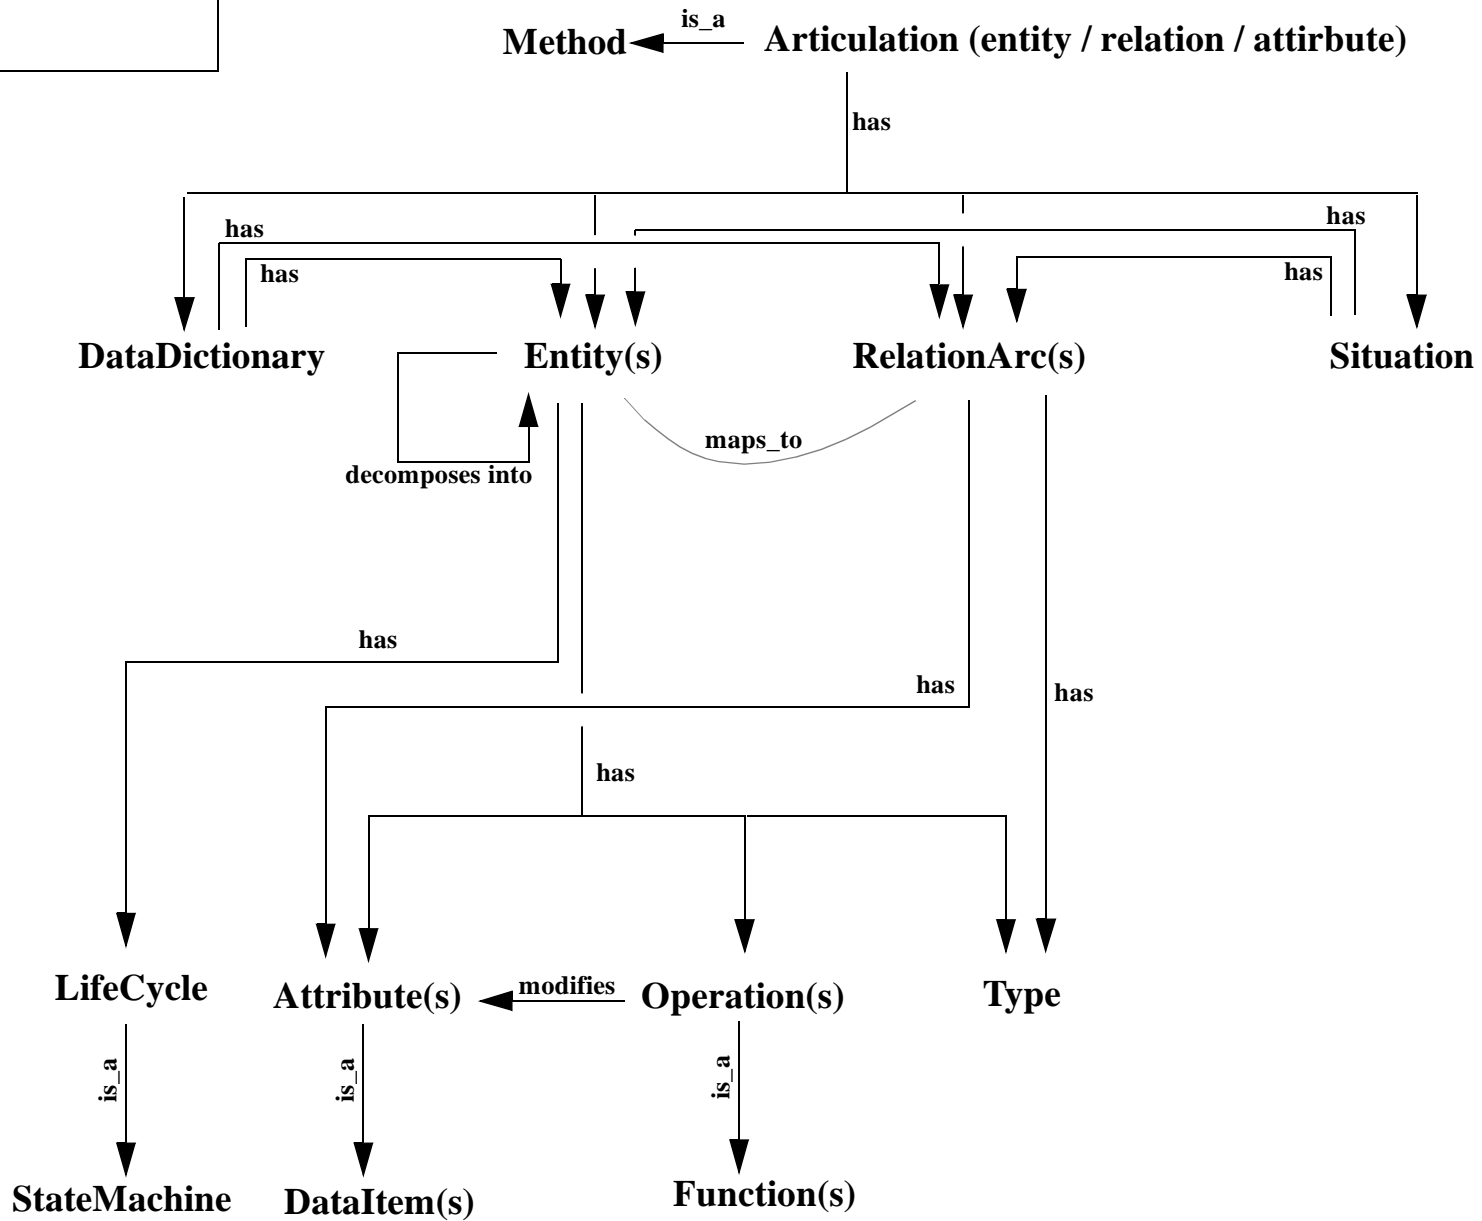 is_a
Method
Articulation (entity / relation / attirbute)
has
has
has
has
has
DataDictionary
Entity(s)
RelationArc(s)
Situation
maps_to
decomposes into
has
has
has
has
LifeCycle
Attribute(s)
modifies
Operation(s)
Type
is_a
is_a
is_a
StateMachine
DataItem(s)
Function(s)